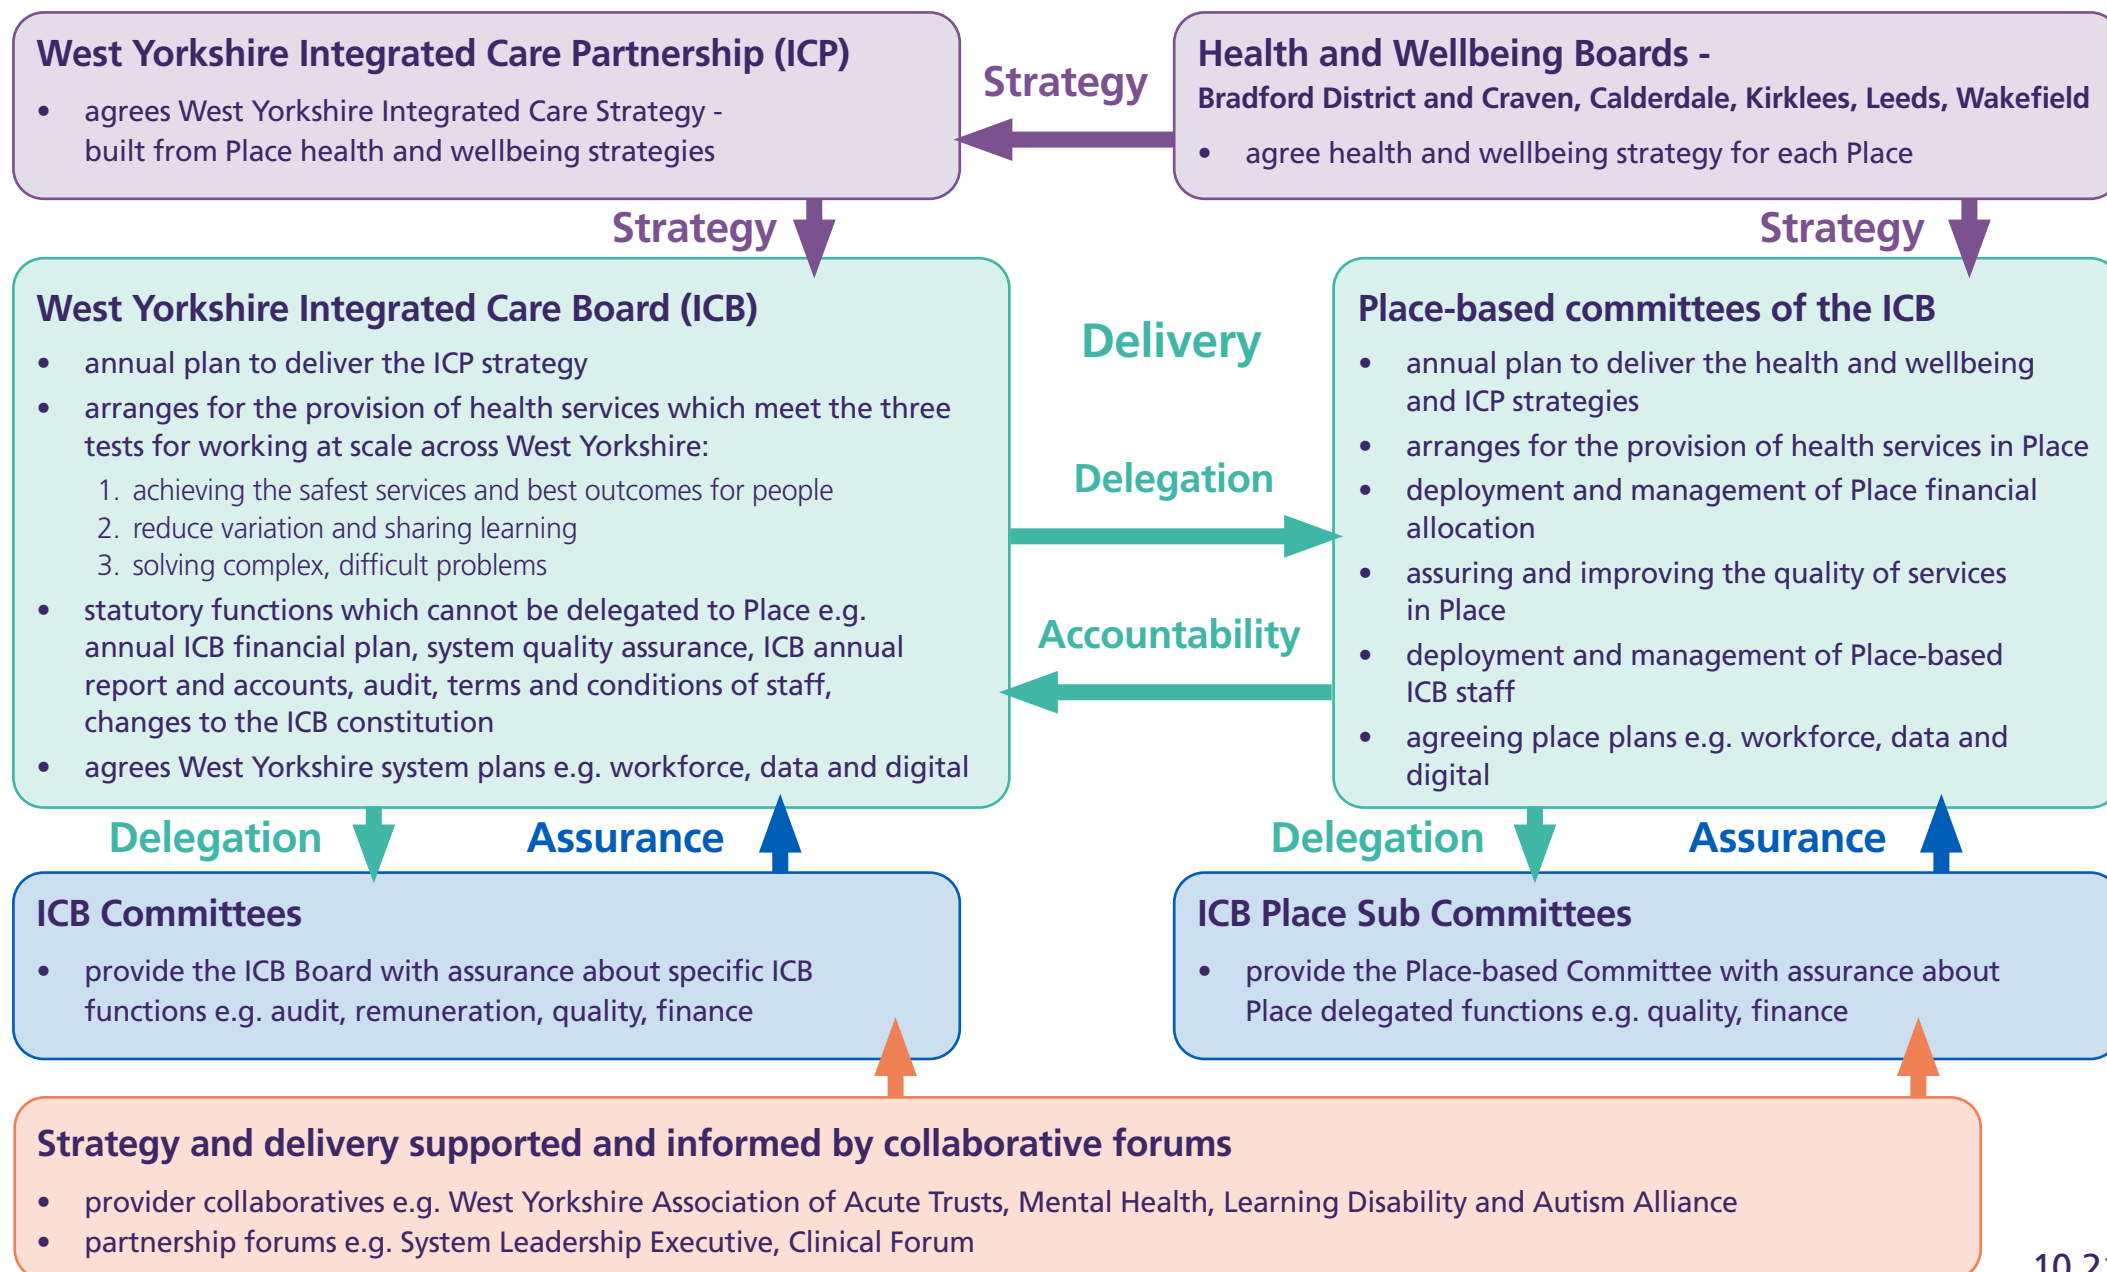 West Yorkshire Integrated Care Partnership (ICP)
• agrees West Yorkshire Integrated Care Strategy -
built from Place health and wellbeing strategies
Strategy
Health and Wellbeing Boards -
Bradford District and Craven, Calderdale, Kirklees, Leeds, Wakefield
• agree health and wellbeing strategy for each Place
Strategy
Strategy
West Yorkshire Integrated Care Board (ICB)
• annual plan to deliver the ICP strategy
• arranges for the provision of health services which meet the three
tests for working at scale across West Yorkshire:
1. achieving the safest services and best outcomes for people
2. reduce variation and sharing learning
3. solving complex, difficult problems
• statutory functions which cannot be delegated to Place e.g.
annual ICB financial plan, system quality assurance, ICB annual
report and accounts, audit, terms and conditions of staff,
changes to the ICB constitution
• agrees West Yorkshire system plans e.g. workforce, data and digital
Delivery
Delegation
Accountability
Place-based committees of the ICB
• annual plan to deliver the health and wellbeing
and ICP strategies
• arranges for the provision of health services in Place
• deployment and management of Place financial
allocation
• assuring and improving the quality of services
in Place
• deployment and management of Place-based
ICB staff
• agreeing place plans e.g. workforce, data and
digital
Delegation
Assurance
Delegation
Assurance
ICB Committees
• provide the ICB Board with assurance about specific ICB
functions e.g. audit, remuneration, quality, finance
ICB Place Sub Committees
• provide the Place-based Committee with assurance about
Place delegated functions e.g. quality, finance
Strategy and delivery supported and informed by collaborative forums
• provider collaboratives e.g. West Yorkshire Association of Acute Trusts, Mental Health, Learning Disability and Autism Alliance
• partnership forums e.g. System Leadership Executive, Clinical Forum